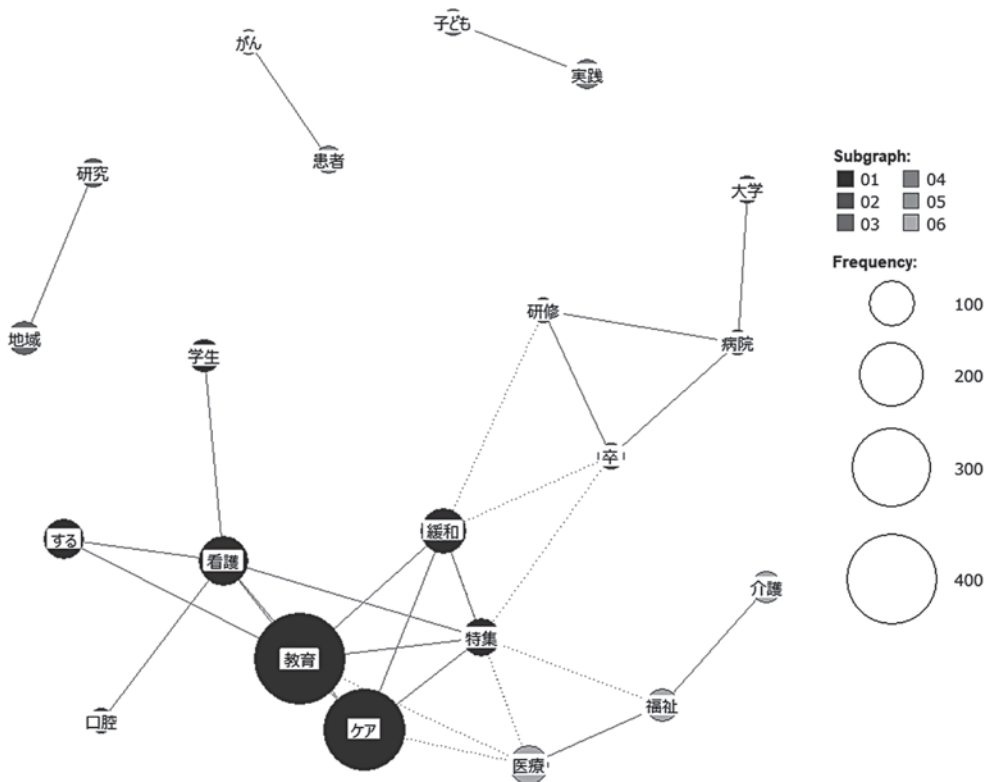 子ども
がん
実践
患者
研究
大学
Subgraph:
01 04
02 05
03 06
Frequency:
100
200
300
400
研修
地域
病院
学生
卒
緩和
する
看護
介護
特集
教育
福祉
口腔
ケア
医療